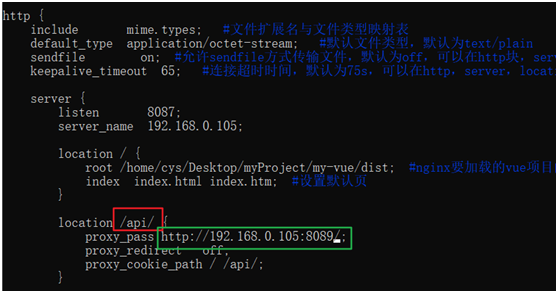 http {
include mime.types; #文件扩展名与文件类型映射表
default_type application/octet-stream; #默认文件类型，默认为text/plain
sendfile on; #允许sendfile方式传输文件，默认为off，可以在http块，serv
keepalive_timeout 65; #连接超时时间，默认为75s，可以在http，server，locat
server {
listen 8087;
server_name 192.168.0.105;
location / {
root /home/cys/Desktop/myProject/my-vue/dist; #nginx要加载的vue项目
index index.html index.htm; #设置默认页
}
location /api/ {
proxy_pass http://192.168.0.105:8089/;
proxy_redirect off;
proxy_cookie_path / /api/;
}